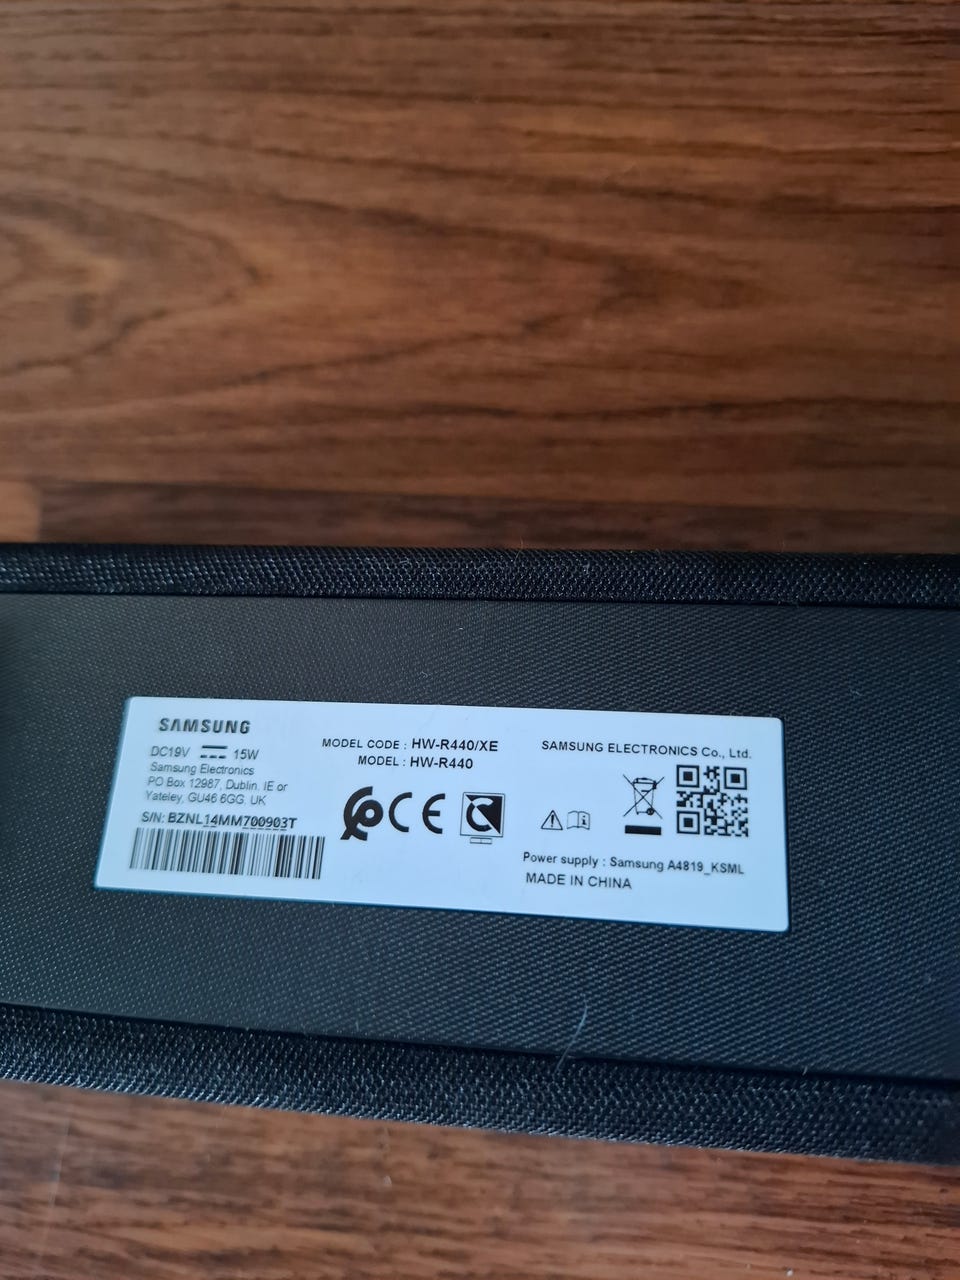 SAMSUNG
DC19V 15W
Samsung Electronics
PO Box 12987, Dublin. IE or
Yateley, GU46 6GG. UK
S/N: BZNL14MM700903T
MODEL CODE : HW-R440/XE
MODEL : HW-R440
CE
SAMSUNG ELECTRONICS Co., Ltd.
Power supply : Samsung A4819_KSML
MADE IN CHINA